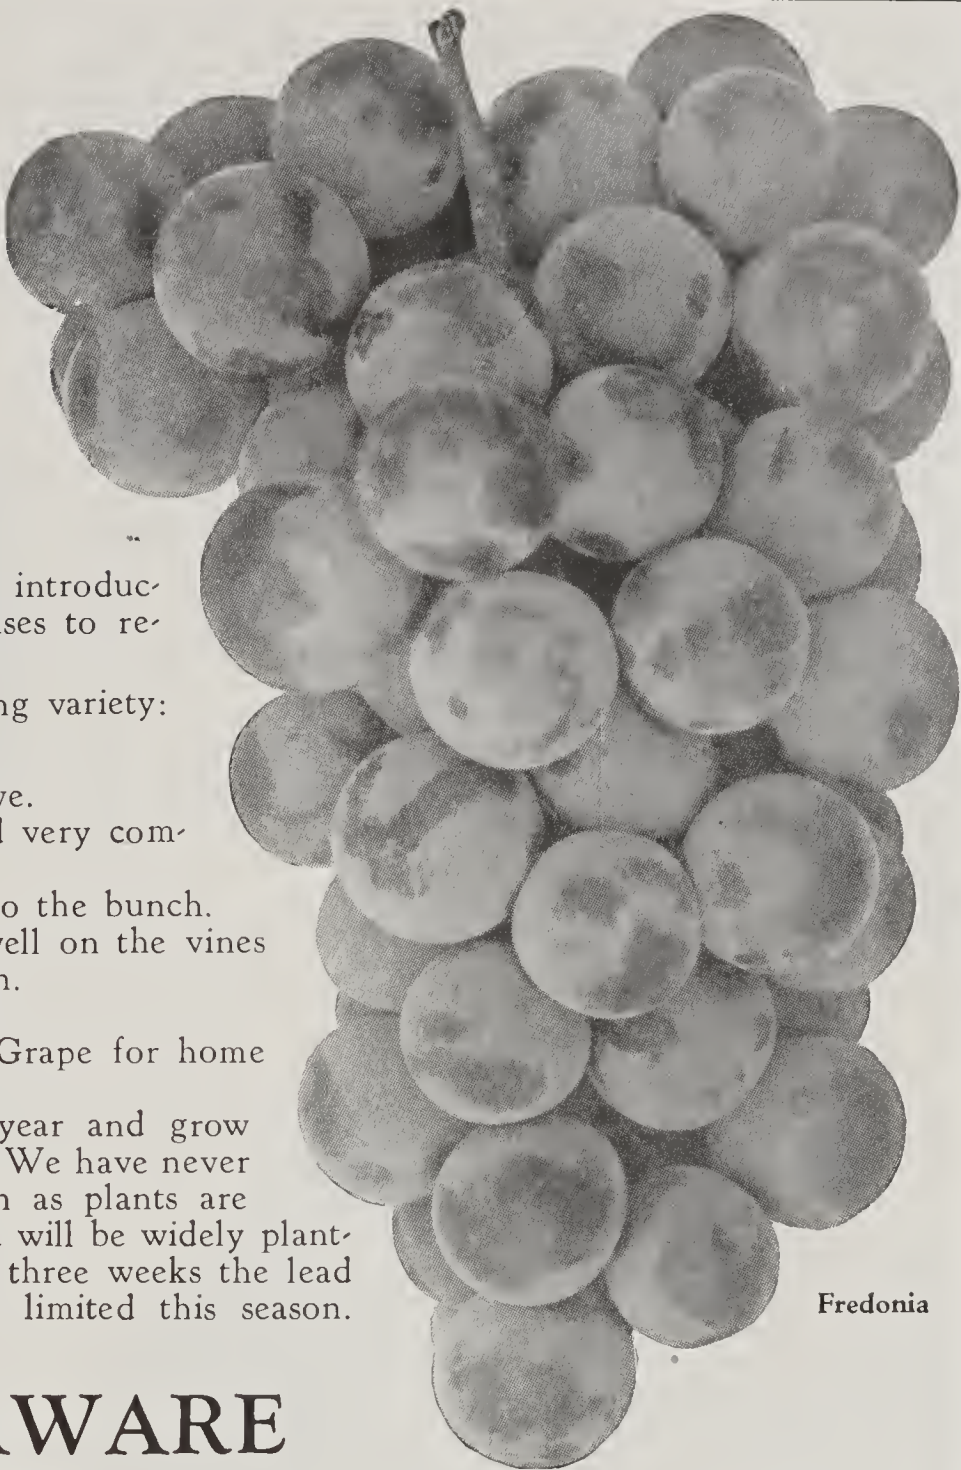 introduc-
ses to re-
ng variety:
ve.
d very com-
o the bunch.
vell on the vines
n.
Grape for home
year and grow
We have never
n as plants are
will be widely plant-
three weeks the lead
limited this season.
Fredonia
WARE